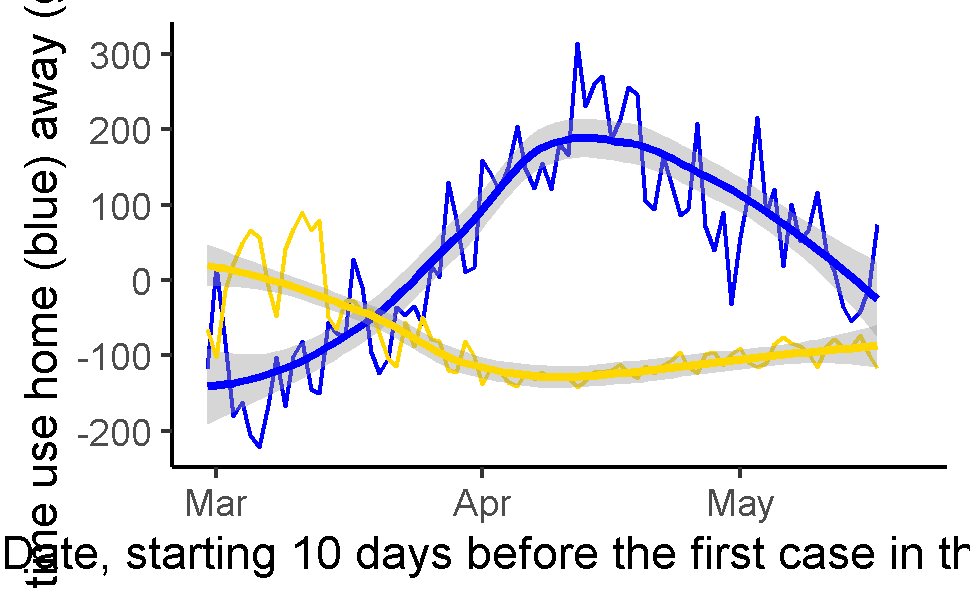 time use home (blue) away (
300
200
100
0
-100
-200
Mar Apr May
Date, starting 10 days before the first case in th